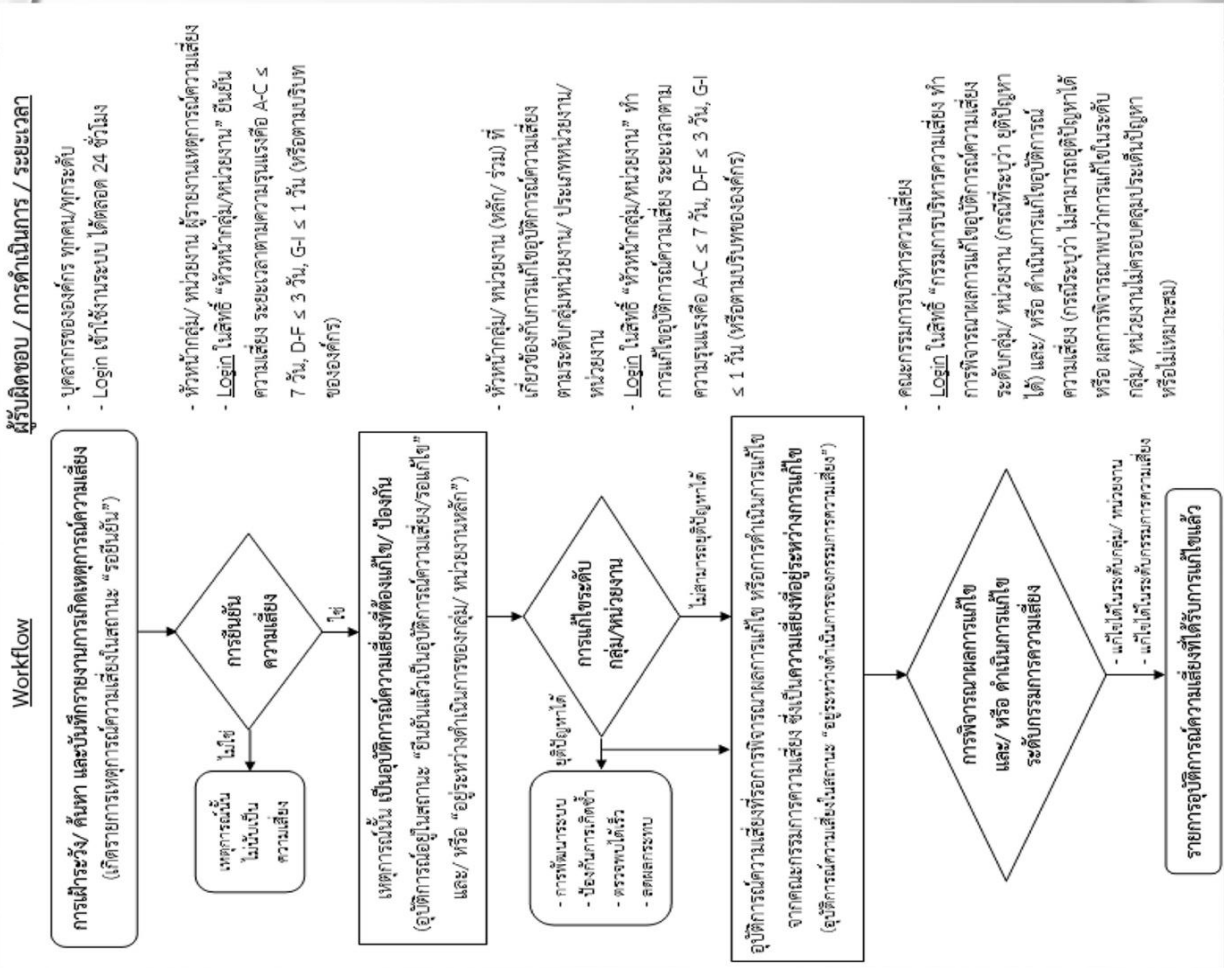 Workflow
ผู้รับผิดชอบ / การดำเนินการ / ระยะเวลา
การเฝ้าระวัง/ ค้นหา และบันทึกรายงานการเกิดเหตุการณ์ความเสี่ยง
(เกิดรายการเหตุการณ์ความเสี่ยงในสถานะ “รอยืนยัน”)
- บุคลากรขององค์กร ทุกคน/ทุกระดับ
- Login เข้าใช้งานระบบ ได้ตลอด 24 ชั่วโมง
การยืนยัน
ความเสี่ยง
ไม่ใช่
ใช่
เหตุการณ์นั้น
ไม่นับเป็น
ความเสี่ยง
- หัวหน้ากลุ่ม/ หน่วยงาน ผู้รายงานเหตุการณ์ความเสี่ยง
- Login ในสิทธิ์ “หัวหน้ากลุ่ม/หน่วยงาน” ยืนยัน
ความเสี่ยง ระยะเวลาตามความรุนแรงคือ A-C ≤
7 วัน, D-F ≤ 3 วัน, G-I ≤ 1 วัน (หรือตามบริบท
ขององค์กร)
เหตุการณ์นั้น เป็นอุบัติการณ์ความเสี่ยงที่ต้องแก้ไข/ ป้องกัน
(อุบัติการณ์อยู่ในสถานะ “ยืนยันแล้วเป็นอุบัติการณ์ความเสี่ยง/รอแก้ไข”
และ/ หรือ “อยู่ระหว่างดำเนินการของกลุ่ม/ หน่วยงานหลัก”)
การแก้ไขระดับ
กลุ่ม/หน่วยงาน
ยุติปัญหาได้
ไม่สามารถยุติปัญหาได้
- การพัฒนาระบบ
- ป้องกันการเกิดซ้ำ
- ตรวจพบได้เร็ว
- ลดผลกระทบ
- หัวหน้ากลุ่ม/ หน่วยงาน (หลัก/ ร่วม) ที่
เกี่ยวข้องกับการแก้ไขอุบัติการณ์ความเสี่ยง
ตามระดับกลุ่มหน่วยงาน/ ประเภทหน่วยงาน/
หน่วยงาน
- Login ในสิทธิ์ “หัวหน้ากลุ่ม/หน่วยงาน” ทำ
การแก้ไขอุบัติการณ์ความเสี่ยง ระยะเวลาตาม
ความรุนแรงคือ A-C ≤ 7 วัน, D-F ≤ 3 วัน, G-I
≤ 1 วัน (หรือตามบริบทขององค์กร)
อุบัติการณ์ความเสี่ยงที่รอการพิจารณาผลการแก้ไข หรือการดำเนินการแก้ไข
จากคณะกรรมการความเสี่ยง ซึ่งเป็นความเสี่ยงที่อยู่ระหว่างการแก้ไข
(อุบัติการณ์ความเสี่ยงในสถานะ “อยู่ระหว่างดำเนินการของกรรมการความเสี่ยง”)
การพิจารณาผลการแก้ไข
และ/ หรือ ดำเนินการแก้ไข
ระดับกรรมการความเสี่ยง
- คณะกรรมการบริหารความเสี่ยง
- Login ในสิทธิ์ “กรรมการบริหารความเสี่ยง ทำ
การพิจารณาผลการแก้ไขอุบัติการณ์ความเสี่ยง
ระดับกลุ่ม/ หน่วยงาน (กรณีที่ระบุว่า ยุติปัญหา
ได้) และ/ หรือ ดำเนินการแก้ไขอุบัติการณ์
ความเสี่ยง (กรณีระบุว่า ไม่สามารถยุติปัญหาได้
หรือ ผลการพิจารณาพบว่าการแก้ไขในระดับ
กลุ่ม/ หน่วยงานไม่ครอบคลุมประเด็นปัญหา
หรือไม่เหมาะสม)
- แก้ไขได้ในระดับกลุ่ม/ หน่วยงาน
- แก้ไขได้ในระดับกรรมการความเสี่ยง
รายการอุบัติการณ์ความเสี่ยงที่ได้รับการแก้ไขแล้ว